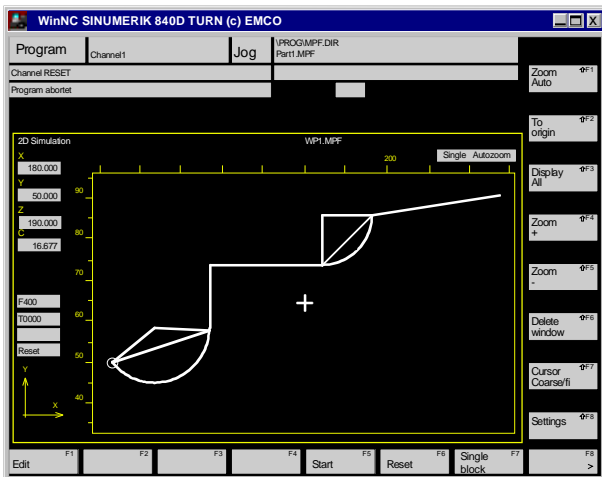 WinNC SINUMERIK 840D TURN (c) EMCO
Program
Channel1
Jog
\PROG\MPF.DIR
Part1.MPF
Channel RESET
Program abortet
Zoom Auto F1
To origin F2
Display All F3
Zoom + F4
Zoom - F5
Delete window F6
Cursor Coarse/fi F7
Settings F8
2D Simulation
WP1.MPF
X
180.000
Y
50.000
Z
190.000
C
16.677
200
Single Autozoom
90
80
70
60
50
40
F400
T0000
Reset
Y
X
Edit F1
F2
F3
F4
Start F5
Reset F6
Single block F7
F8 >